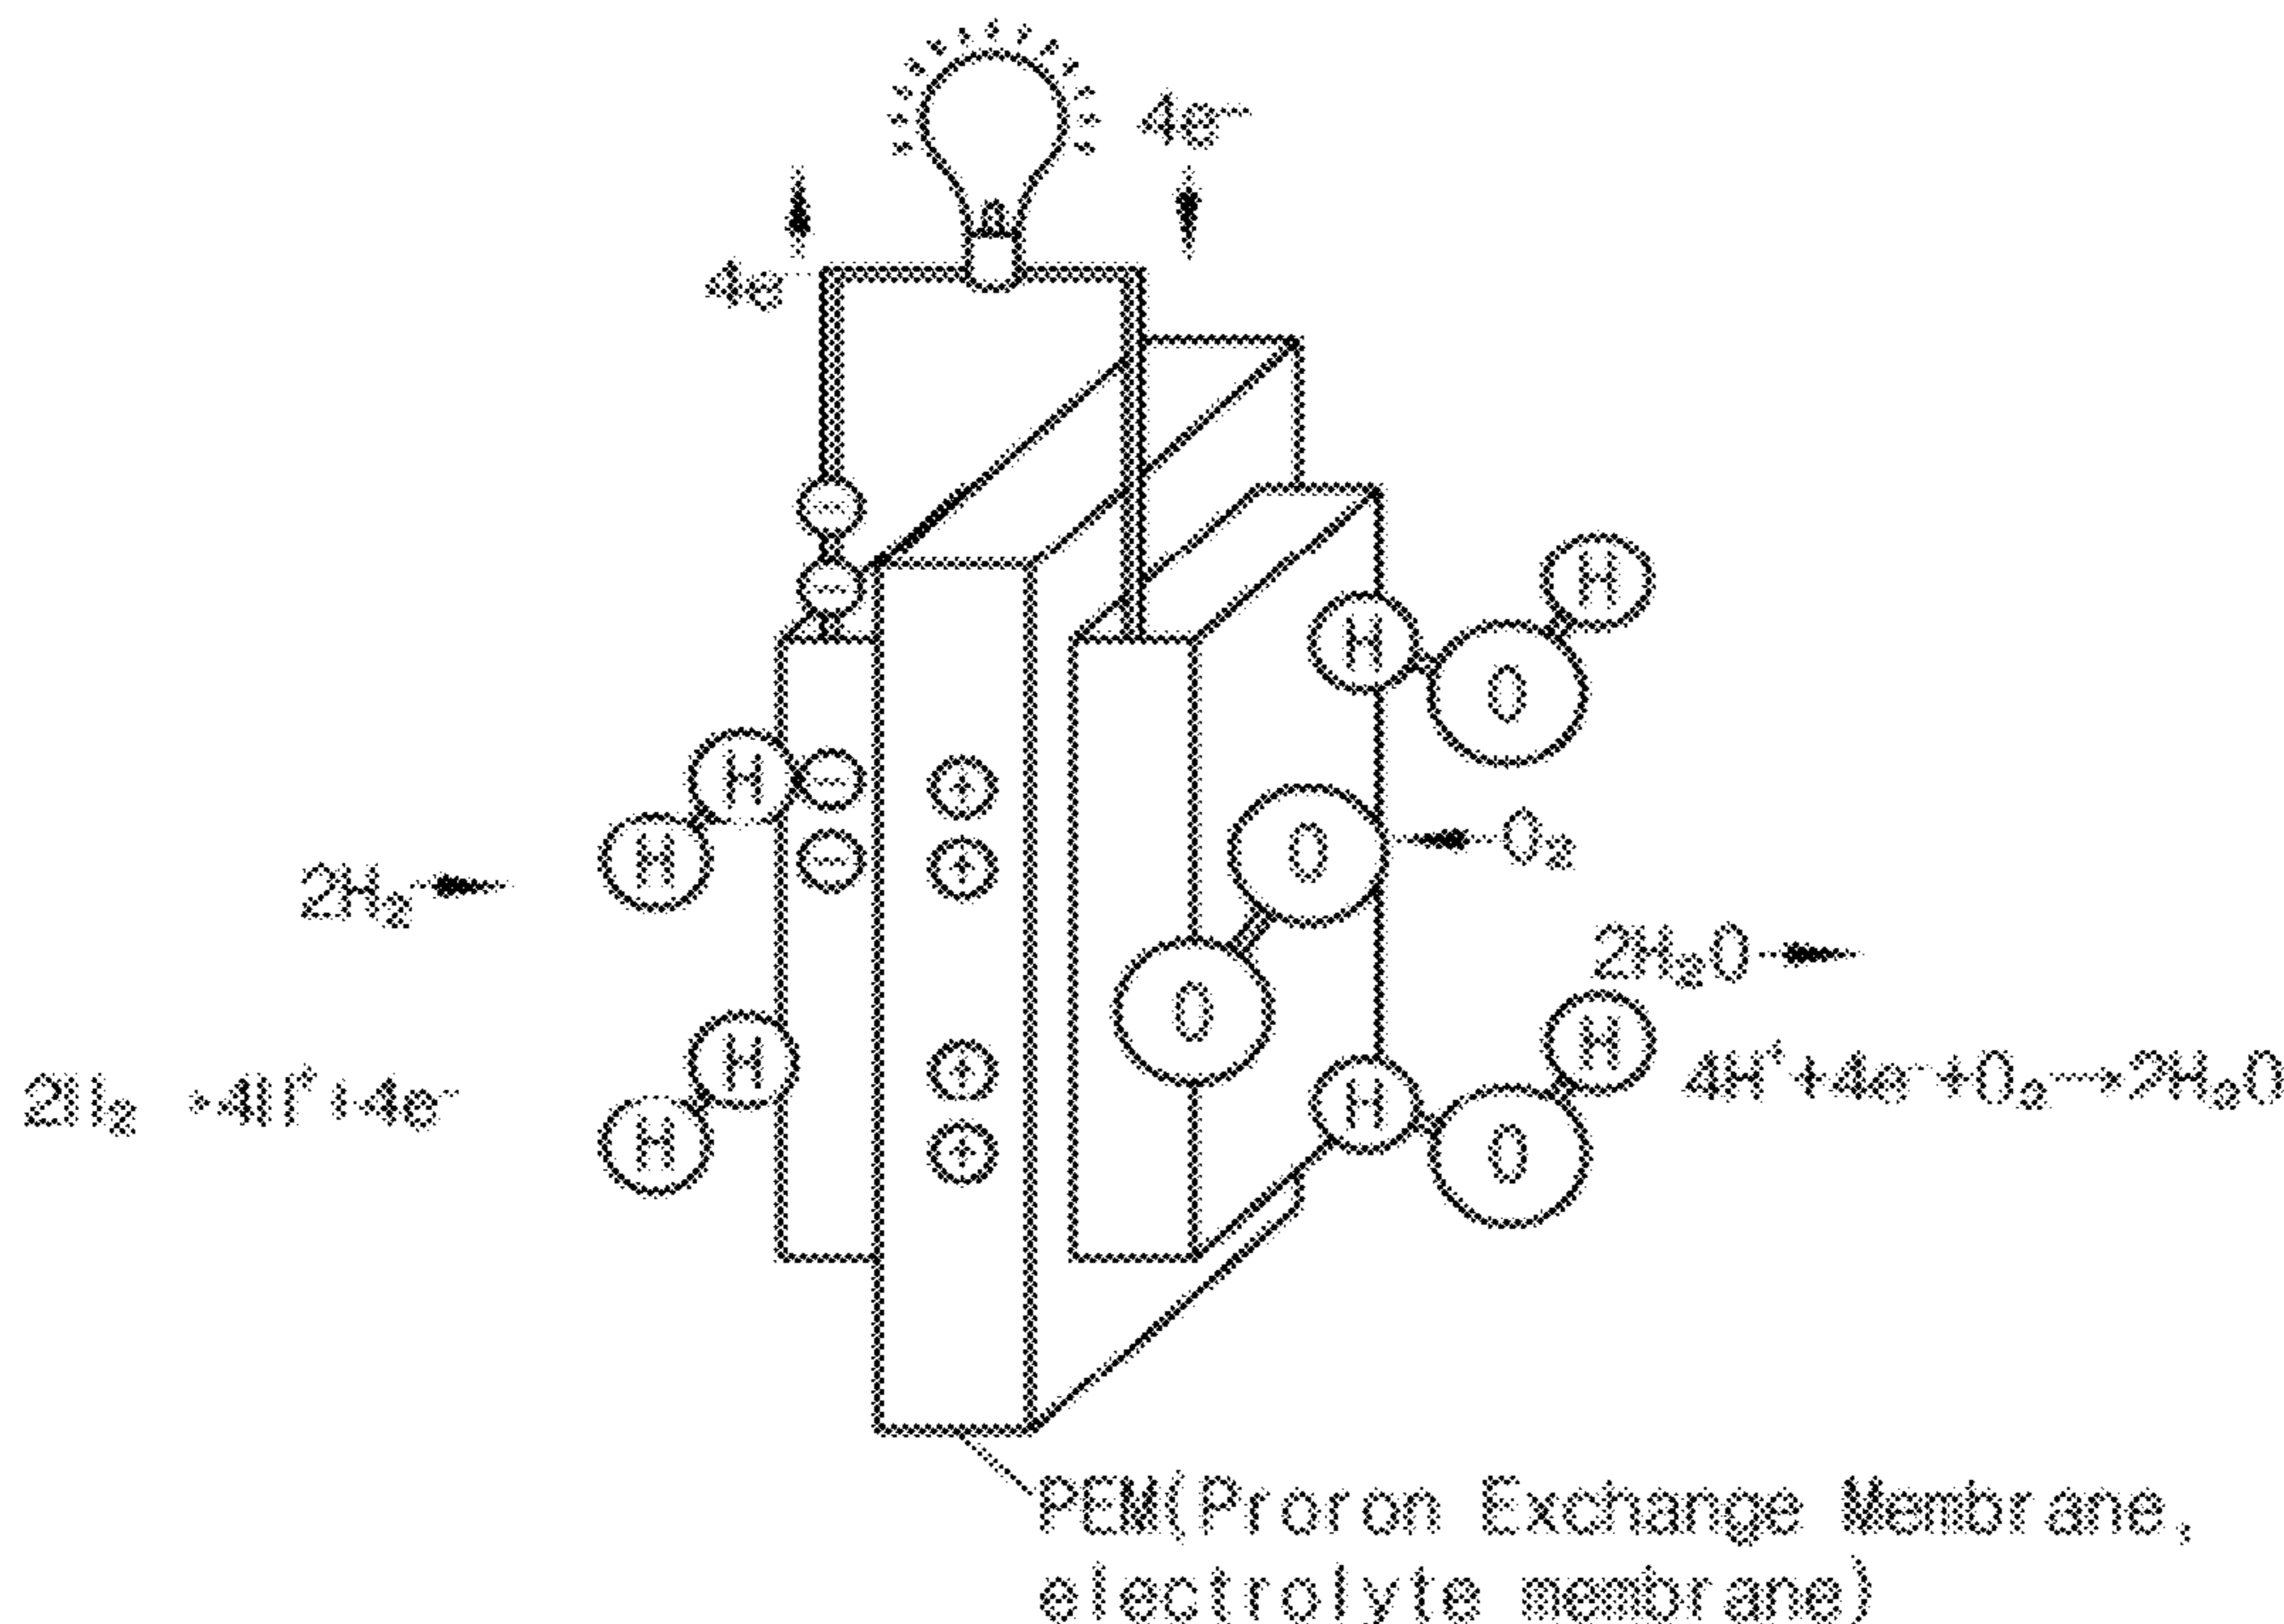 4e⁻
4e⁻
H
H
O
H
H
O
O₂
2H₂
O
2H₂O
H
H
H
H
O
2H₂ →4H⁺+4e⁻
4H⁺+4e⁻+O₂→2H₂O
PEM(Proron Exchange Membrane,
electrolyte membrane)